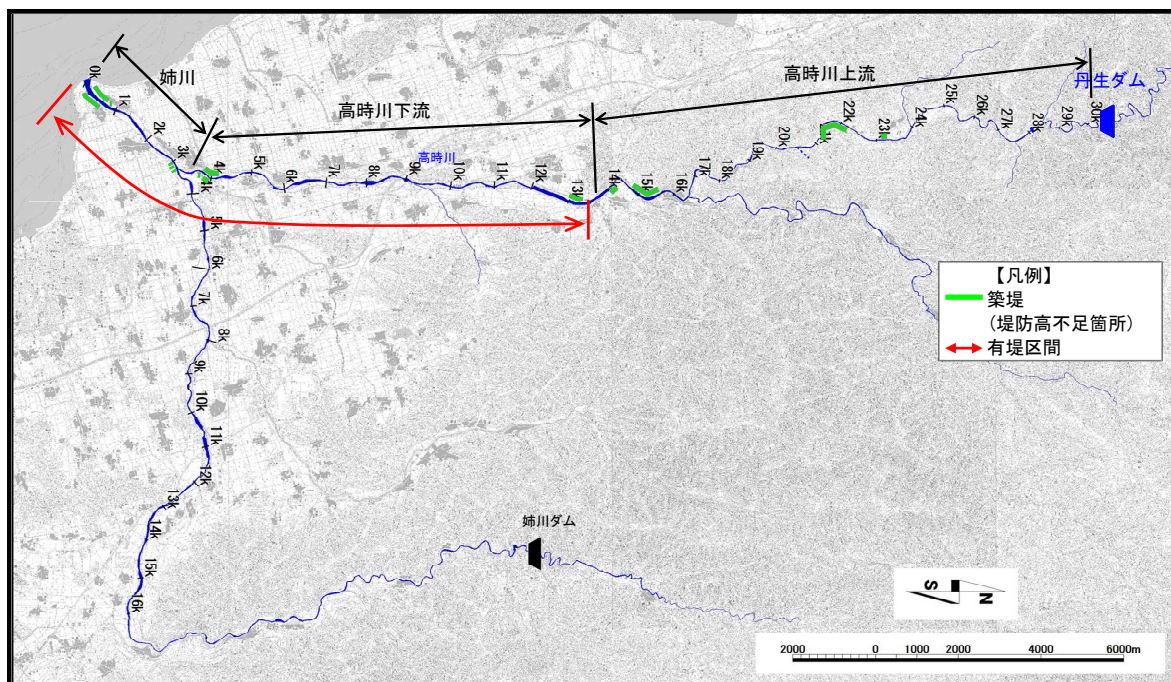 姉川
高時川下流
高時川上流
丹生ダム
高時川
0k
1k
2k
3k
4k
5k
6k
7k
8k
9k
10k
11k
12k
13k
14k
15k
16k
17k
18k
19k
20k
22k
23k
24k
25k
26k
27k
28k
29k
30k
4k
5k
6k
7k
8k
9k
10k
11k
12k
13k
14k
15k
16k
姉川ダム
【凡例】
築堤
(堤防高不足箇所)
有堤区間
S
N
2000 0 1000 2000 4000 6000m